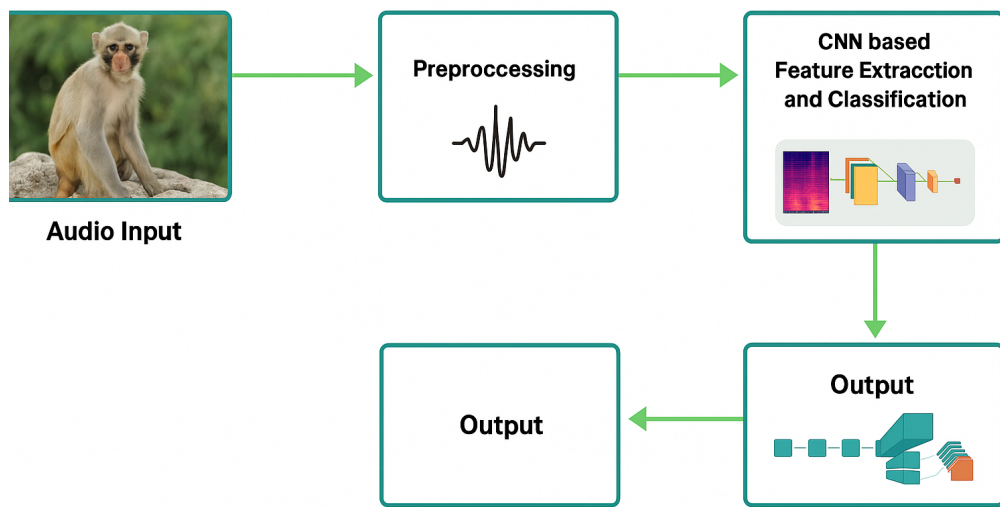 Audio Input
Preproccessing
CNN based
Feature Extracction
and Classification
Output
Output